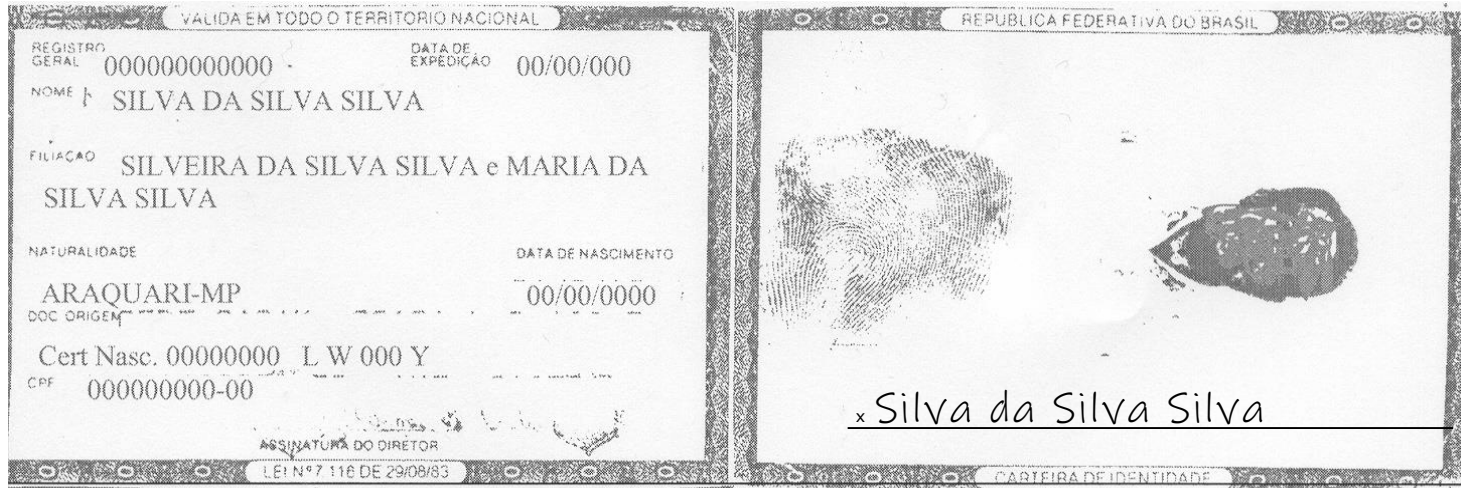 VALIDA EM TODO O TERRITORIO NACIONAL
REGISTRO GERAL 000000000000
DATA DE EXPEDIÇÃO 00/00/000
NOME SILVA DA SILVA SILVA
FILIAÇÃO SILVEIRA DA SILVA SILVA e MARIA DA
SILVA SILVA
NATURALIDADE DATA DE NASCIMENTO
ARAQUARI-MP 00/00/0000
DOC ORIGEM
Cert Nasc. 00000000 L W 000 Y
CPF 000000000-00
ASSINATURA DO DIRETOR
LEI Nº 7.116 DE 29/08/83
REPUBLICA FEDERATIVA DO BRASIL
x Silva da Silva Silva
CARTEIRA DE IDENTIDADE